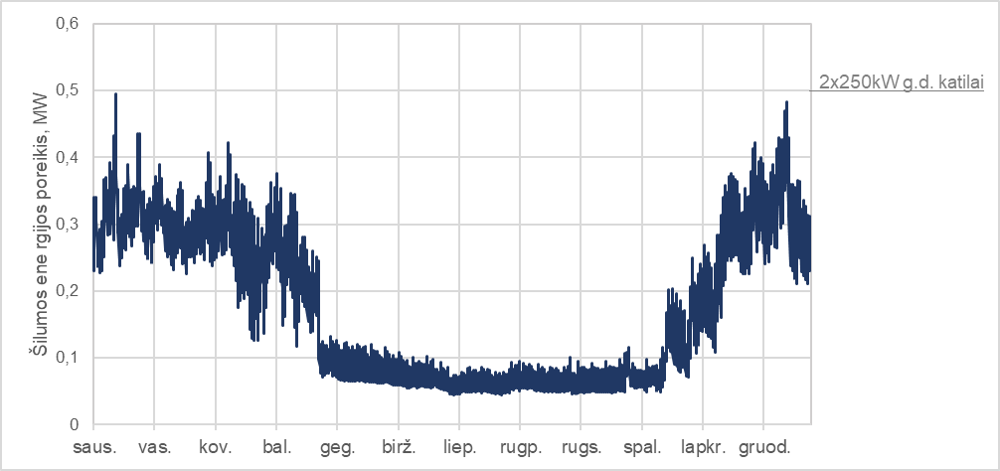 0,6
0,5
0,4
0,3
0,2
0,1
0
Šilumos ene rgijos poreikis, MW
2x250kW g.d. katilai
saus. vas. kov. bal. geg. birž. liep. rugp. rugs. spal. lapkr. gruod.